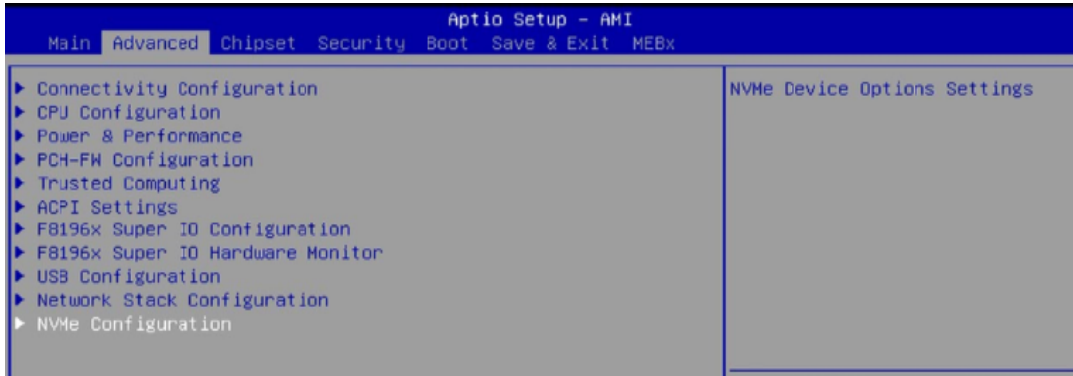 Aptio Setup – AMI
Main Advanced Chipset Security Boot Save & Exit MEBx
Connectivity Configuration
CPU Configuration
Power & Performance
PCH-FW Configuration
Trusted Computing
ACPI Settings
F8196x Super IO Configuration
F8196x Super IO Hardware Monitor
USB Configuration
Network Stack Configuration
NVMe Configuration
NVMe Device Options Settings